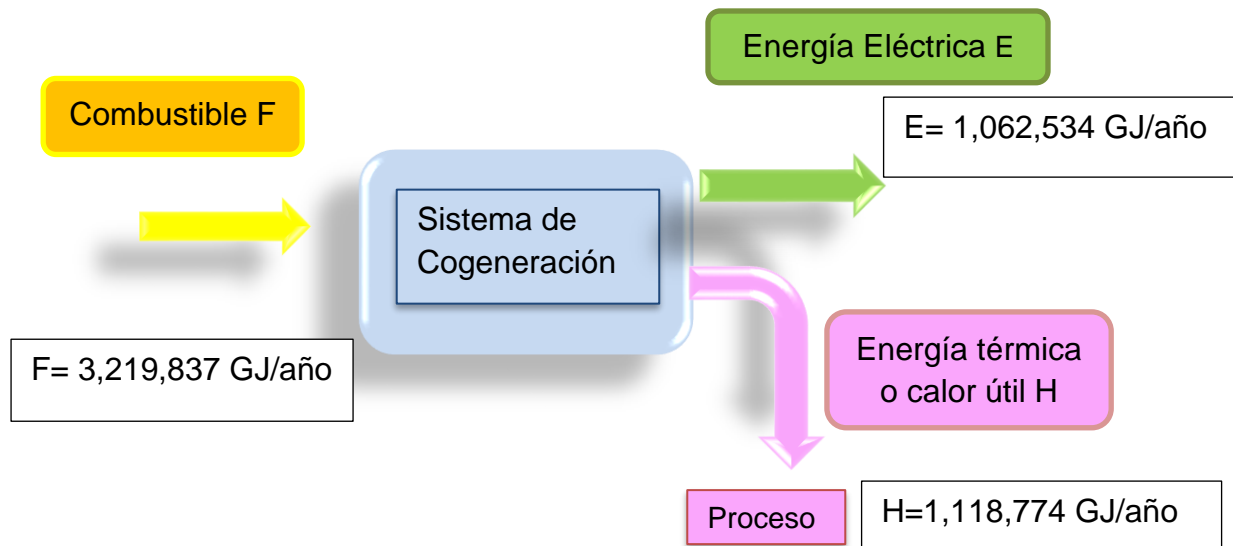 Energía Eléctrica E
Combustible F
E= 1,062,534 GJ/año
Sistema de
Cogeneración
F= 3,219,837 GJ/año
Energía térmica
o calor útil H
Proceso
H=1,118,774 GJ/año